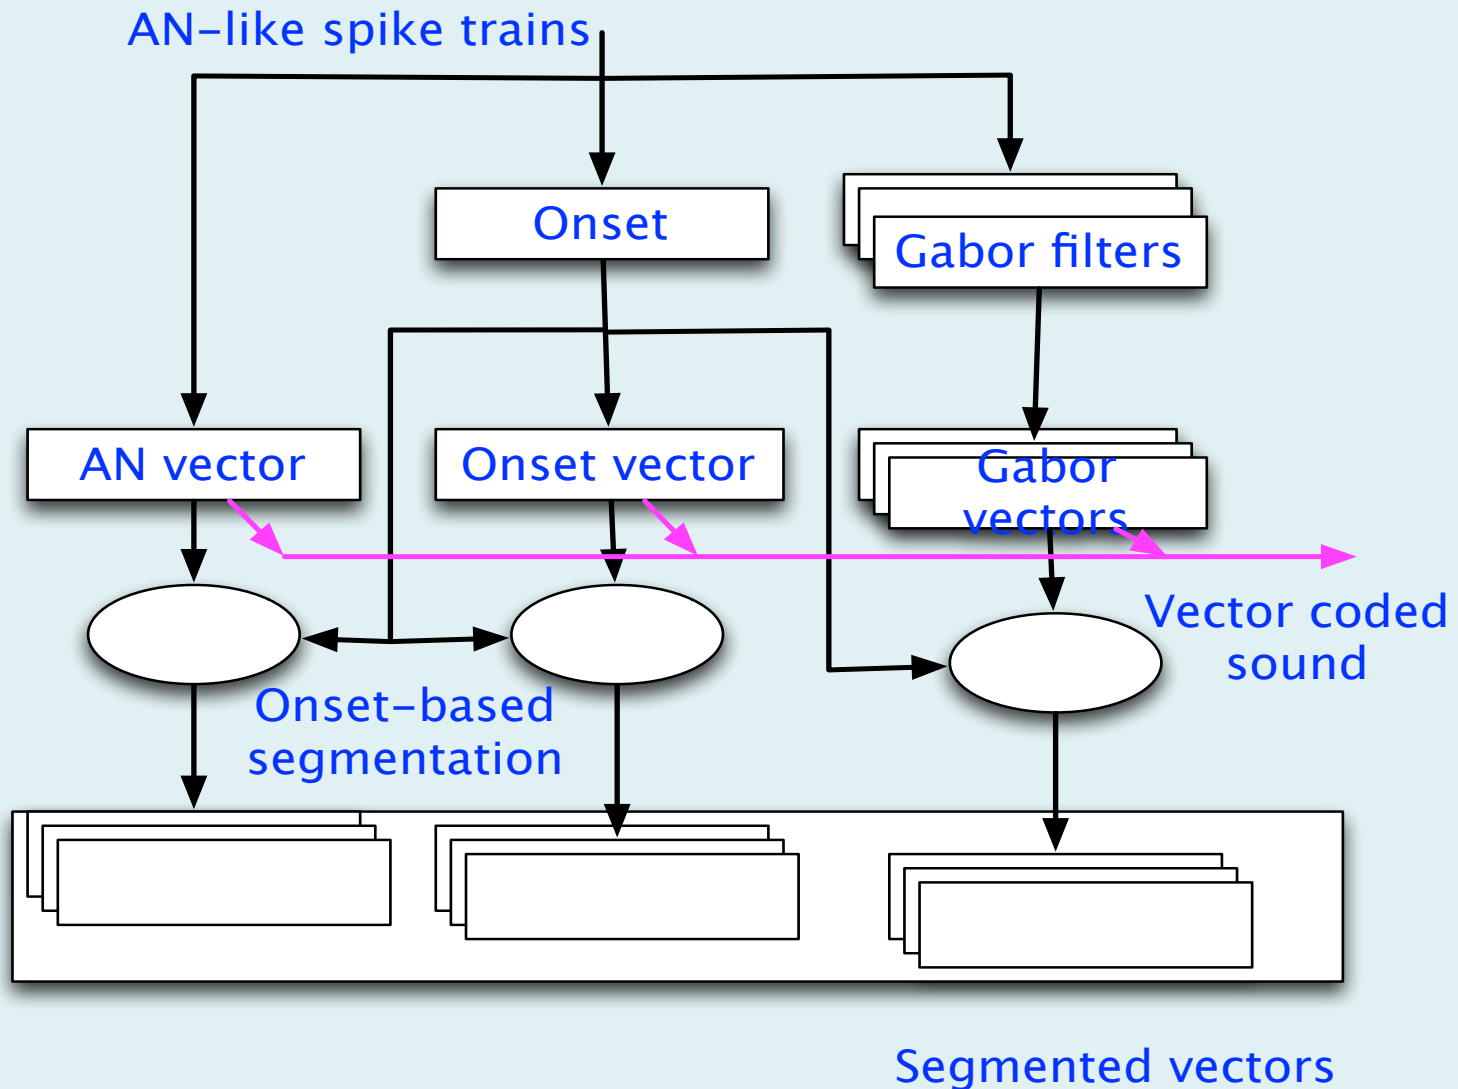 AN-like spike trains
Onset
Gabor filters
AN vector
Onset vector
Gabor
vectors
Vector coded
sound
Onset-based
segmentation
Segmented vectors